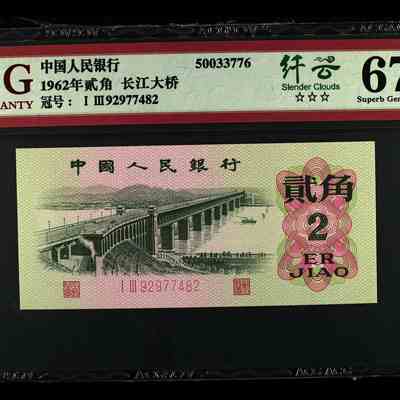 G
ANTY
中国人民银行
1962年贰角 长江大桥
冠号: I III 92977482
50033776
纤云
Slender Clouds
☆☆☆
67
Superb Gem
中國人民銀行
貳角
2
ER
JIAO
I III 92977482